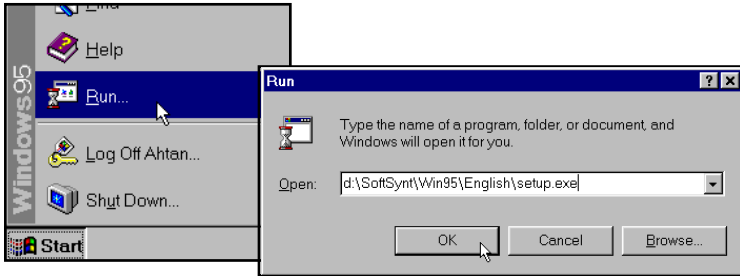 Find
Help
Run...
Log Off Ahtan...
Shut Down...
Windows95
Start
Run
Type the name of a program, folder, or document, and
Windows will open it for you.
Open:
d:\SoftSynt\Win95\English\setup.exe
OK
Cancel
Browse...